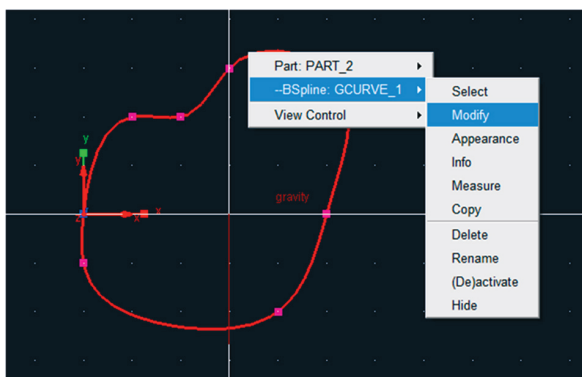 Part: PART_2
--BSpline: GCURVE_1
View Control
Select
Modify
Appearance
Info
Measure
Copy
Delete
Rename
(De)activate
Hide
y
y
gravity
z
x
x